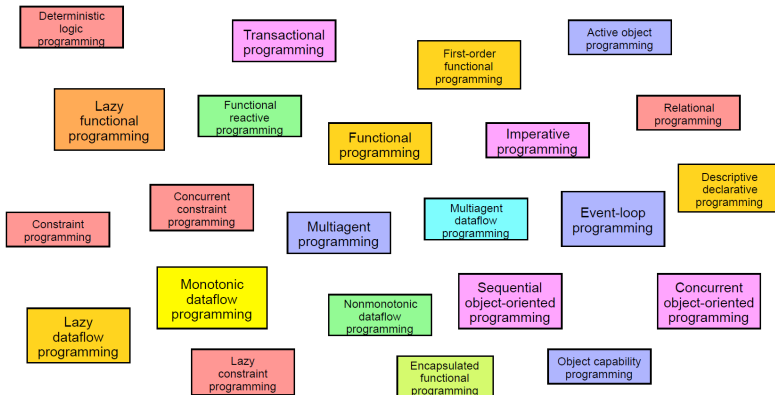 Deterministic
logic
programming
Transactional
programming
First-order
functional
programming
Active object
programming
Lazy
functional
programming
Functional
reactive
programming
Functional
programming
Imperative
programming
Relational
programming
Descriptive
declarative
programming
Constraint
programming
Concurrent
constraint
programming
Multiagent
programming
Multiagent
dataflow
programming
Event-loop
programming
Lazy
dataflow
programming
Monotonic
dataflow
programming
Nonmonotonic
dataflow
programming
Sequential
object-oriented
programming
Concurrent
object-oriented
programming
Lazy
constraint
programming
Encapsulated
functional
programming
Object capability
programming